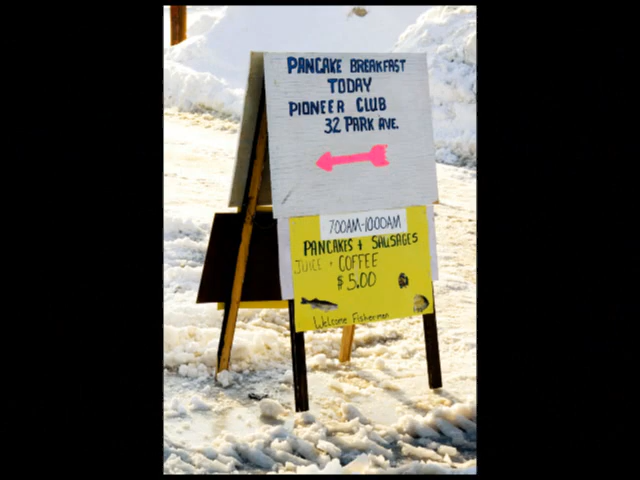 PANCAKE BREAKFAST
TODAY
PIONEER CLUB
32 PARK AVE.
7:00AM-10:00AM
PANCAKES + SAUSAGES
JUICE + COFFEE
$5.00
Welcome Fisherman